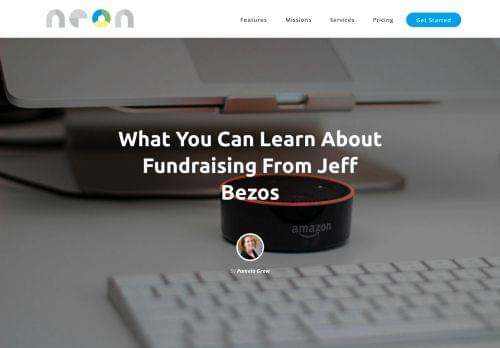 neon
Features Missions Services Pricing Get Started
What You Can Learn About
Fundraising From Jeff
Bezos
amazon
By Pamela Grow